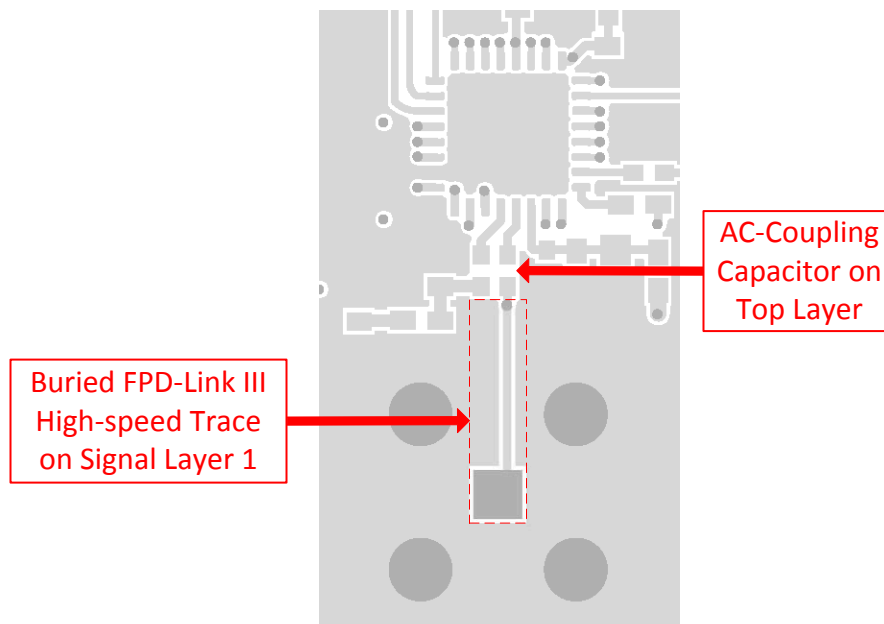 AC-Coupling
Capacitor on
Top Layer
Buried FPD-Link III
High-speed Trace
on Signal Layer 1